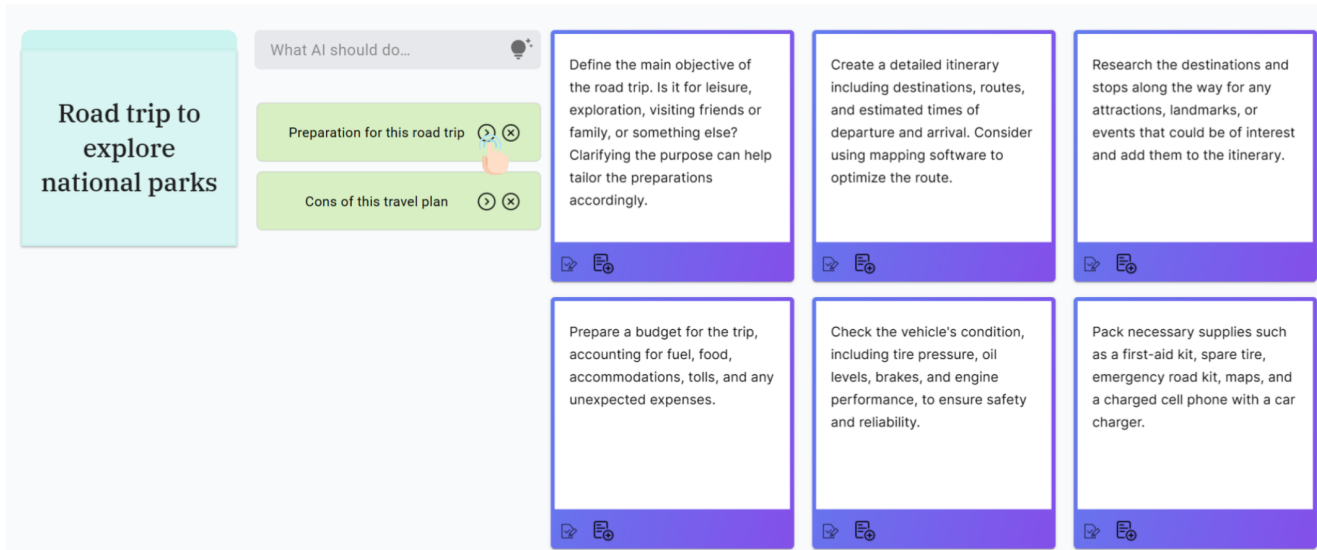 Road trip to
explore
national parks
What AI should do...
Preparation for this road trip
Cons of this travel plan
Define the main objective of
the road trip. Is it for leisure,
exploration, visiting friends or
family, or something else?
Clarifying the purpose can help
tailor the preparations
accordingly.
Create a detailed itinerary
including destinations, routes,
and estimated times of
departure and arrival. Consider
using mapping software to
optimize the route.
Research the destinations and
stops along the way for any
attractions, landmarks, or
events that could be of interest
and add them to the itinerary.
Prepare a budget for the trip,
accounting for fuel, food,
accommodations, tolls, and any
unexpected expenses.
Check the vehicle's condition,
including tire pressure, oil
levels, brakes, and engine
performance, to ensure safety
and reliability.
Pack necessary supplies such
as a first-aid kit, spare tire,
emergency road kit, maps, and
a charged cell phone with a car
charger.